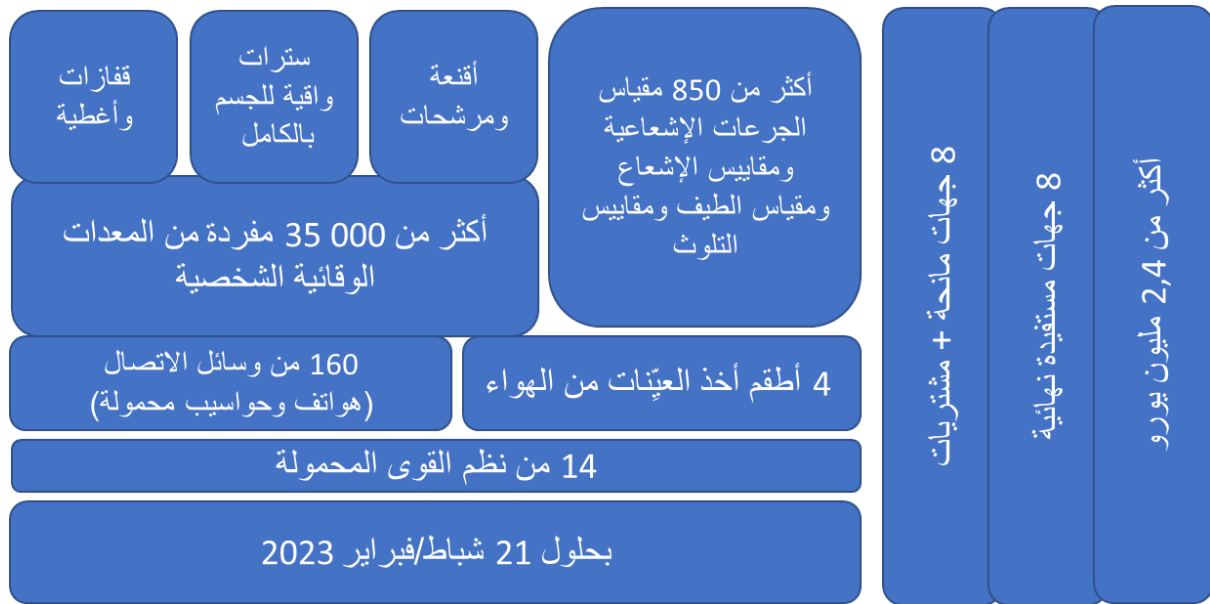 أكثر من 2,4 مليون يورو
8 جهات مستفيدة نهائية
8 جهات مانحة + مشتريات
أكثر من 850 مقياس
الجرعات الإشعاعية
ومقاييس الإشعاع
ومقياس الطيف ومقاييس
التلوث
أقنعة
ومرشحات
سترات
واقية للجسم
بالكامل
قفازات
وأغطية
أكثر من 000 35 مفردة من المعدات
الوقائية الشخصية
4 أطقم أخذ العيّنات من الهواء
160 من وسائل الاتصال
(هواتف وحواسيب محمولة)
14 من نظم القوى المحمولة
بحلول 21 شباط/فبراير 2023